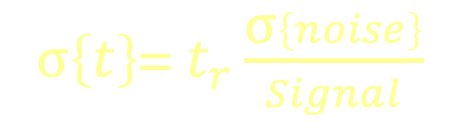 σ{t}= t_r σ{noise} / Signal